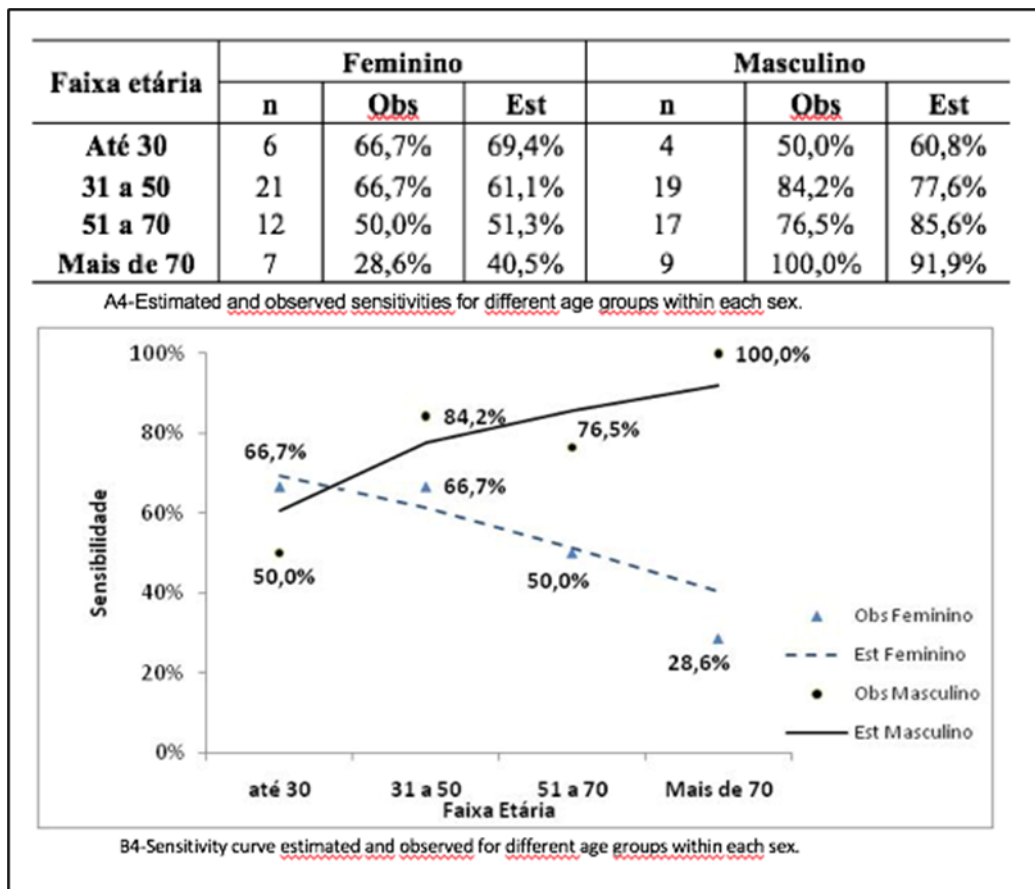 Faixa etária Feminino Masculino
n Obs Est n Obs Est
Até 30 6 66,7% 69,4% 4 50,0% 60,8%
31 a 50 21 66,7% 61,1% 19 84,2% 77,6%
51 a 70 12 50,0% 51,3% 17 76,5% 85,6%
Mais de 70 7 28,6% 40,5% 9 100,0% 91,9%
A4-Estimated and observed sensitivities for different age groups within each sex.
Sensibilidade
100%
80%
60%
40%
20%
0%
66,7%
50,0%
84,2%
66,7%
76,5%
50,0%
100,0%
28,6%
Obs Feminino
Est Feminino
Obs Masculino
Est Masculino
até 30 31 a 50 51 a 70 Mais de 70
Faixa Etária
B4-Sensitivity curve estimated and observed for different age groups within each sex.